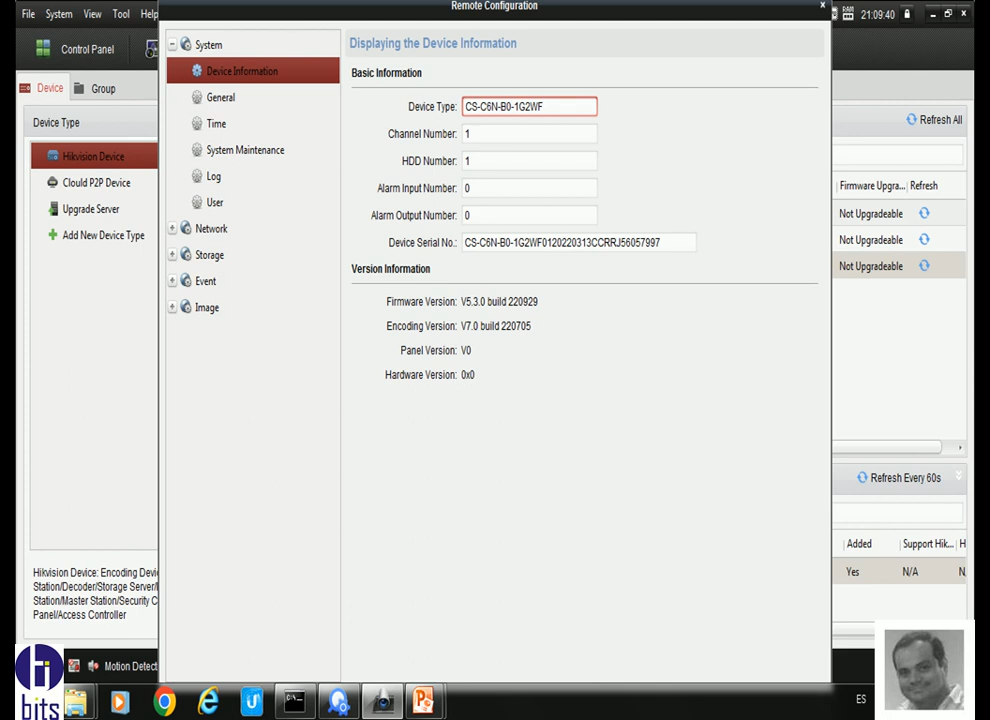 Remote Configuration x
File System View Tool Help
21:09:40
Control Panel
Device Group
Device Type
Hikvision Device
Clould P2P Device
Upgrade Server
Add New Device Type
Hikvision Device: Encoding Devi
Station/Decoder/Storage Server/
Station/Master Station/Security C
Panel/Access Controller
Motion Detect
System
Device Information
General
Time
System Maintenance
Log
User
Network
Storage
Event
Image
Displaying the Device Information
Basic Information
Device Type: CS-C6N-B0-1G2WF
Channel Number: 1
HDD Number: 1
Alarm Input Number: 0
Alarm Output Number: 0
Device Serial No.: CS-C6N-B0-1G2WF0120220313CCRRJ56057997
Version Information
Firmware Version: V5.3.0 build 220929
Encoding Version: V7.0 build 220705
Panel Version: V0
Hardware Version: 0x0
Refresh All
Firmware Upgra... Refresh
Not Upgradeable
Not Upgradeable
Not Upgradeable
Refresh Every 60s
Added Support Hik... H
Yes N/A N
hi
bits
ES